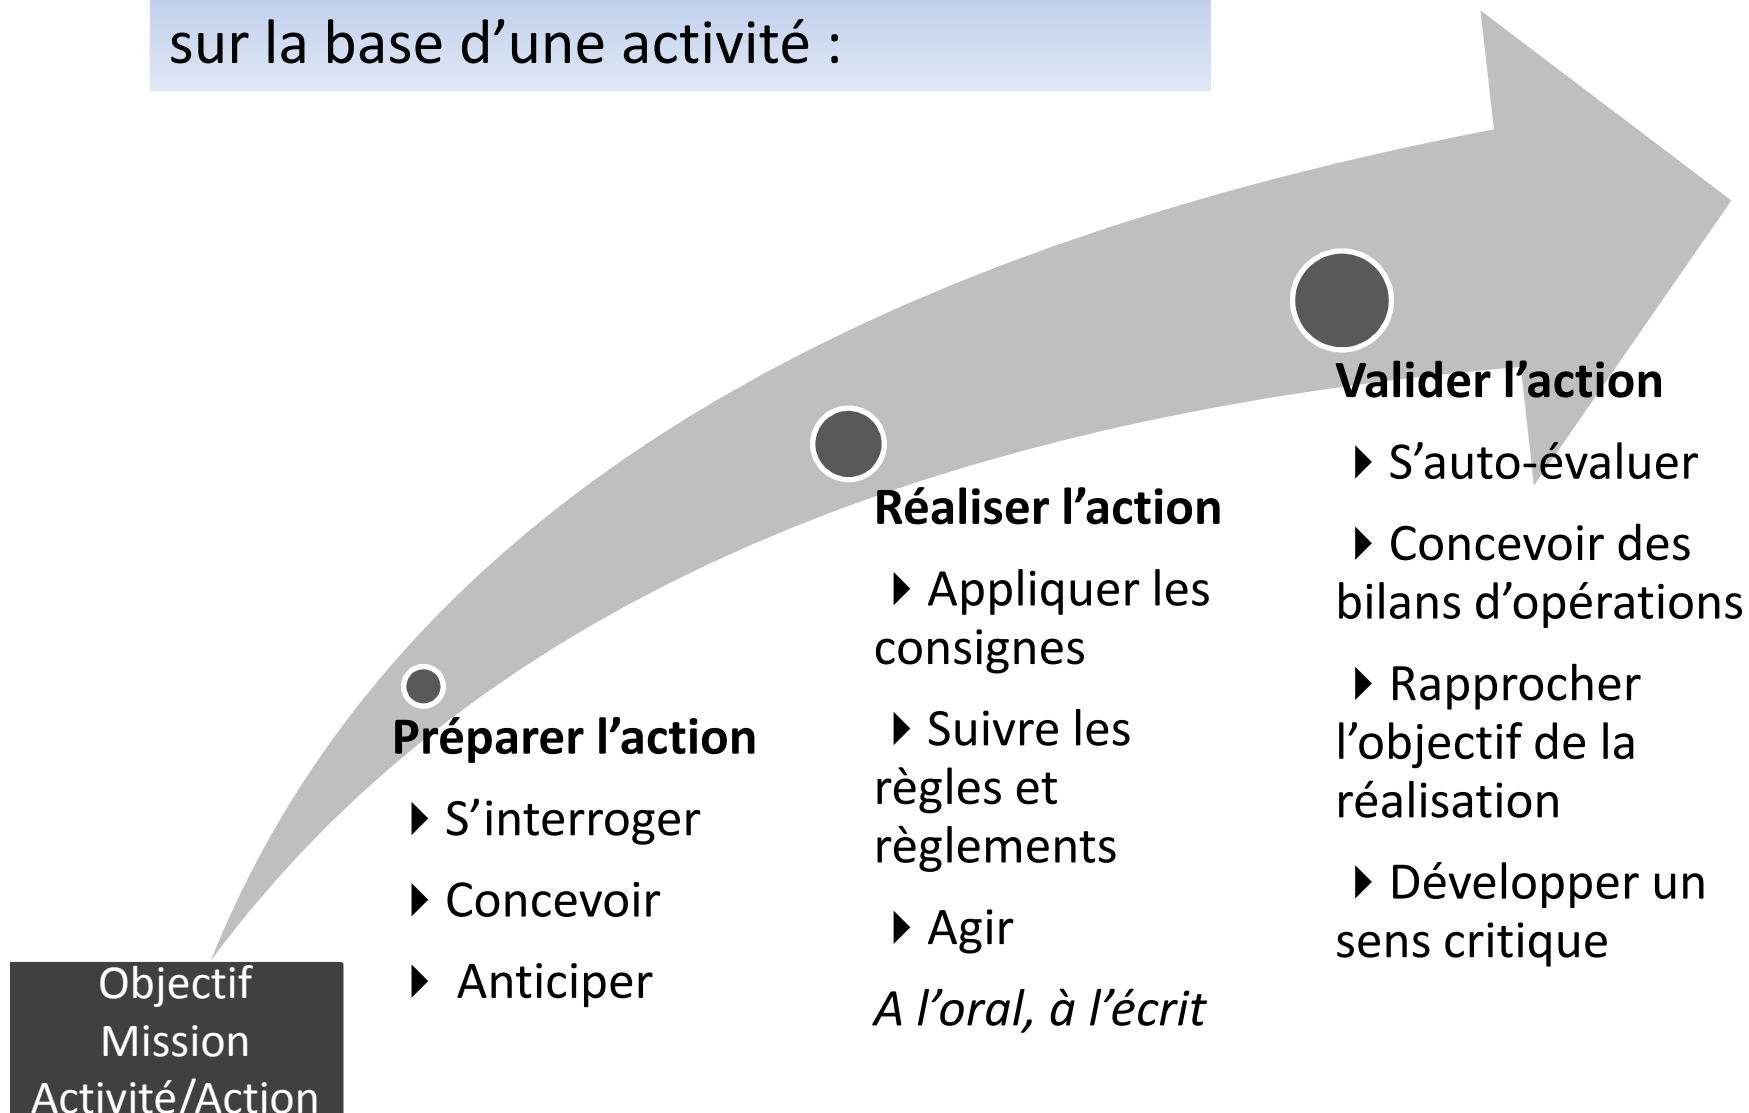 sur la base d’une activité :
Objectif
Mission
Activité/Action
Préparer l’action
S’interroger
Concevoir
Anticiper
Réaliser l’action
Appliquer les
consignes
Suivre les
règles et
règlements
Agir
A l’oral, à l’écrit
Valider l’action
S’auto-évaluer
Concevoir des
bilans d’opérations
Rapprocher
l’objectif de la
réalisation
Développer un
sens critique